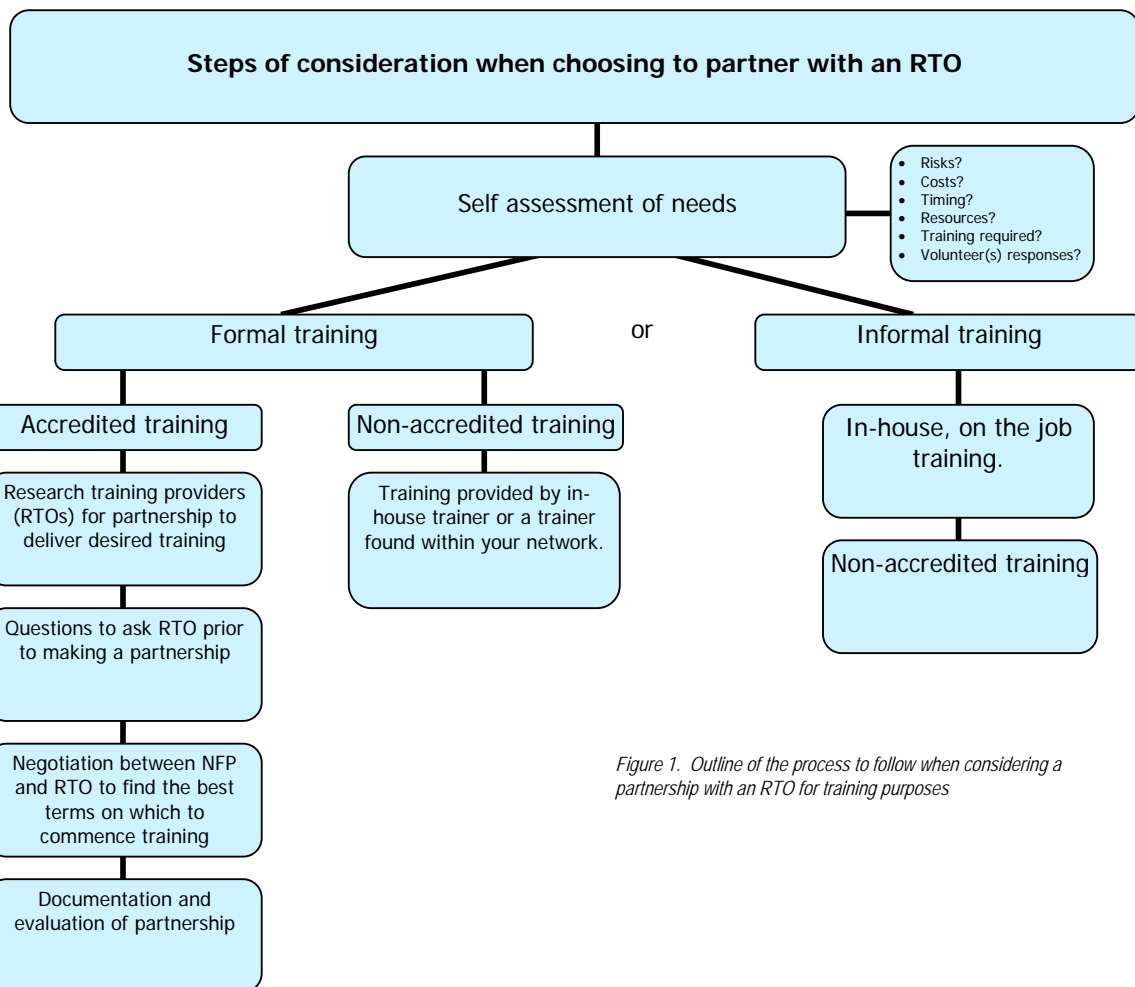 Steps of consideration when choosing to partner with an RTO
Self assessment of needs
• Risks?
• Costs?
• Timing?
• Resources?
• Training required?
• Volunteer(s) responses?
Formal training
or
Informal training
Accredited training
Non-accredited training
In-house, on the job
training.
Research training providers
(RTOs) for partnership to
deliver desired training
Training provided by in-
house trainer or a trainer
found within your network.
Non-accredited training
Questions to ask RTO prior
to making a partnership
Negotiation between NFP
and RTO to find the best
terms on which to
commence training
Figure 1. Outline of the process to follow when considering a
partnership with an RTO for training purposes
Documentation and
evaluation of partnership